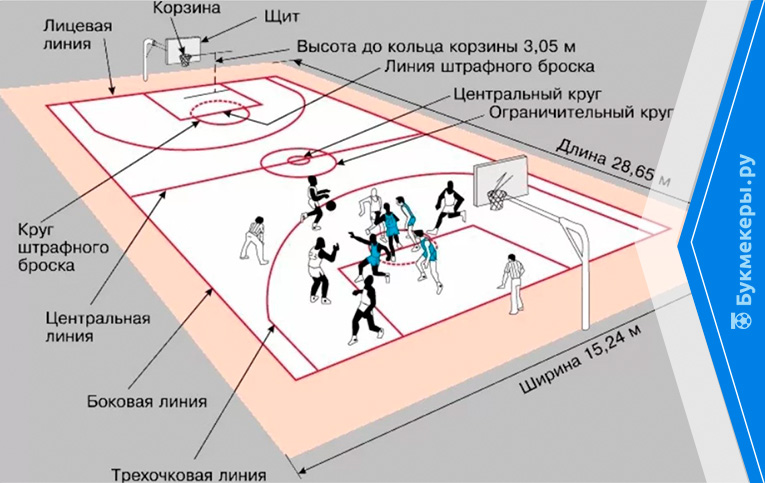 Корзина
Щит
Лицевая
линия
Высота до кольца корзины 3,05 м
Линия штрафного броска
Центральный круг
Ограничительный круг
Длина 28,65 м
Круг
штрафного
броска
Центральная
линия
Боковая линия
Трехочковая линия
Ширина 15,24 м
Букмекеры.ру